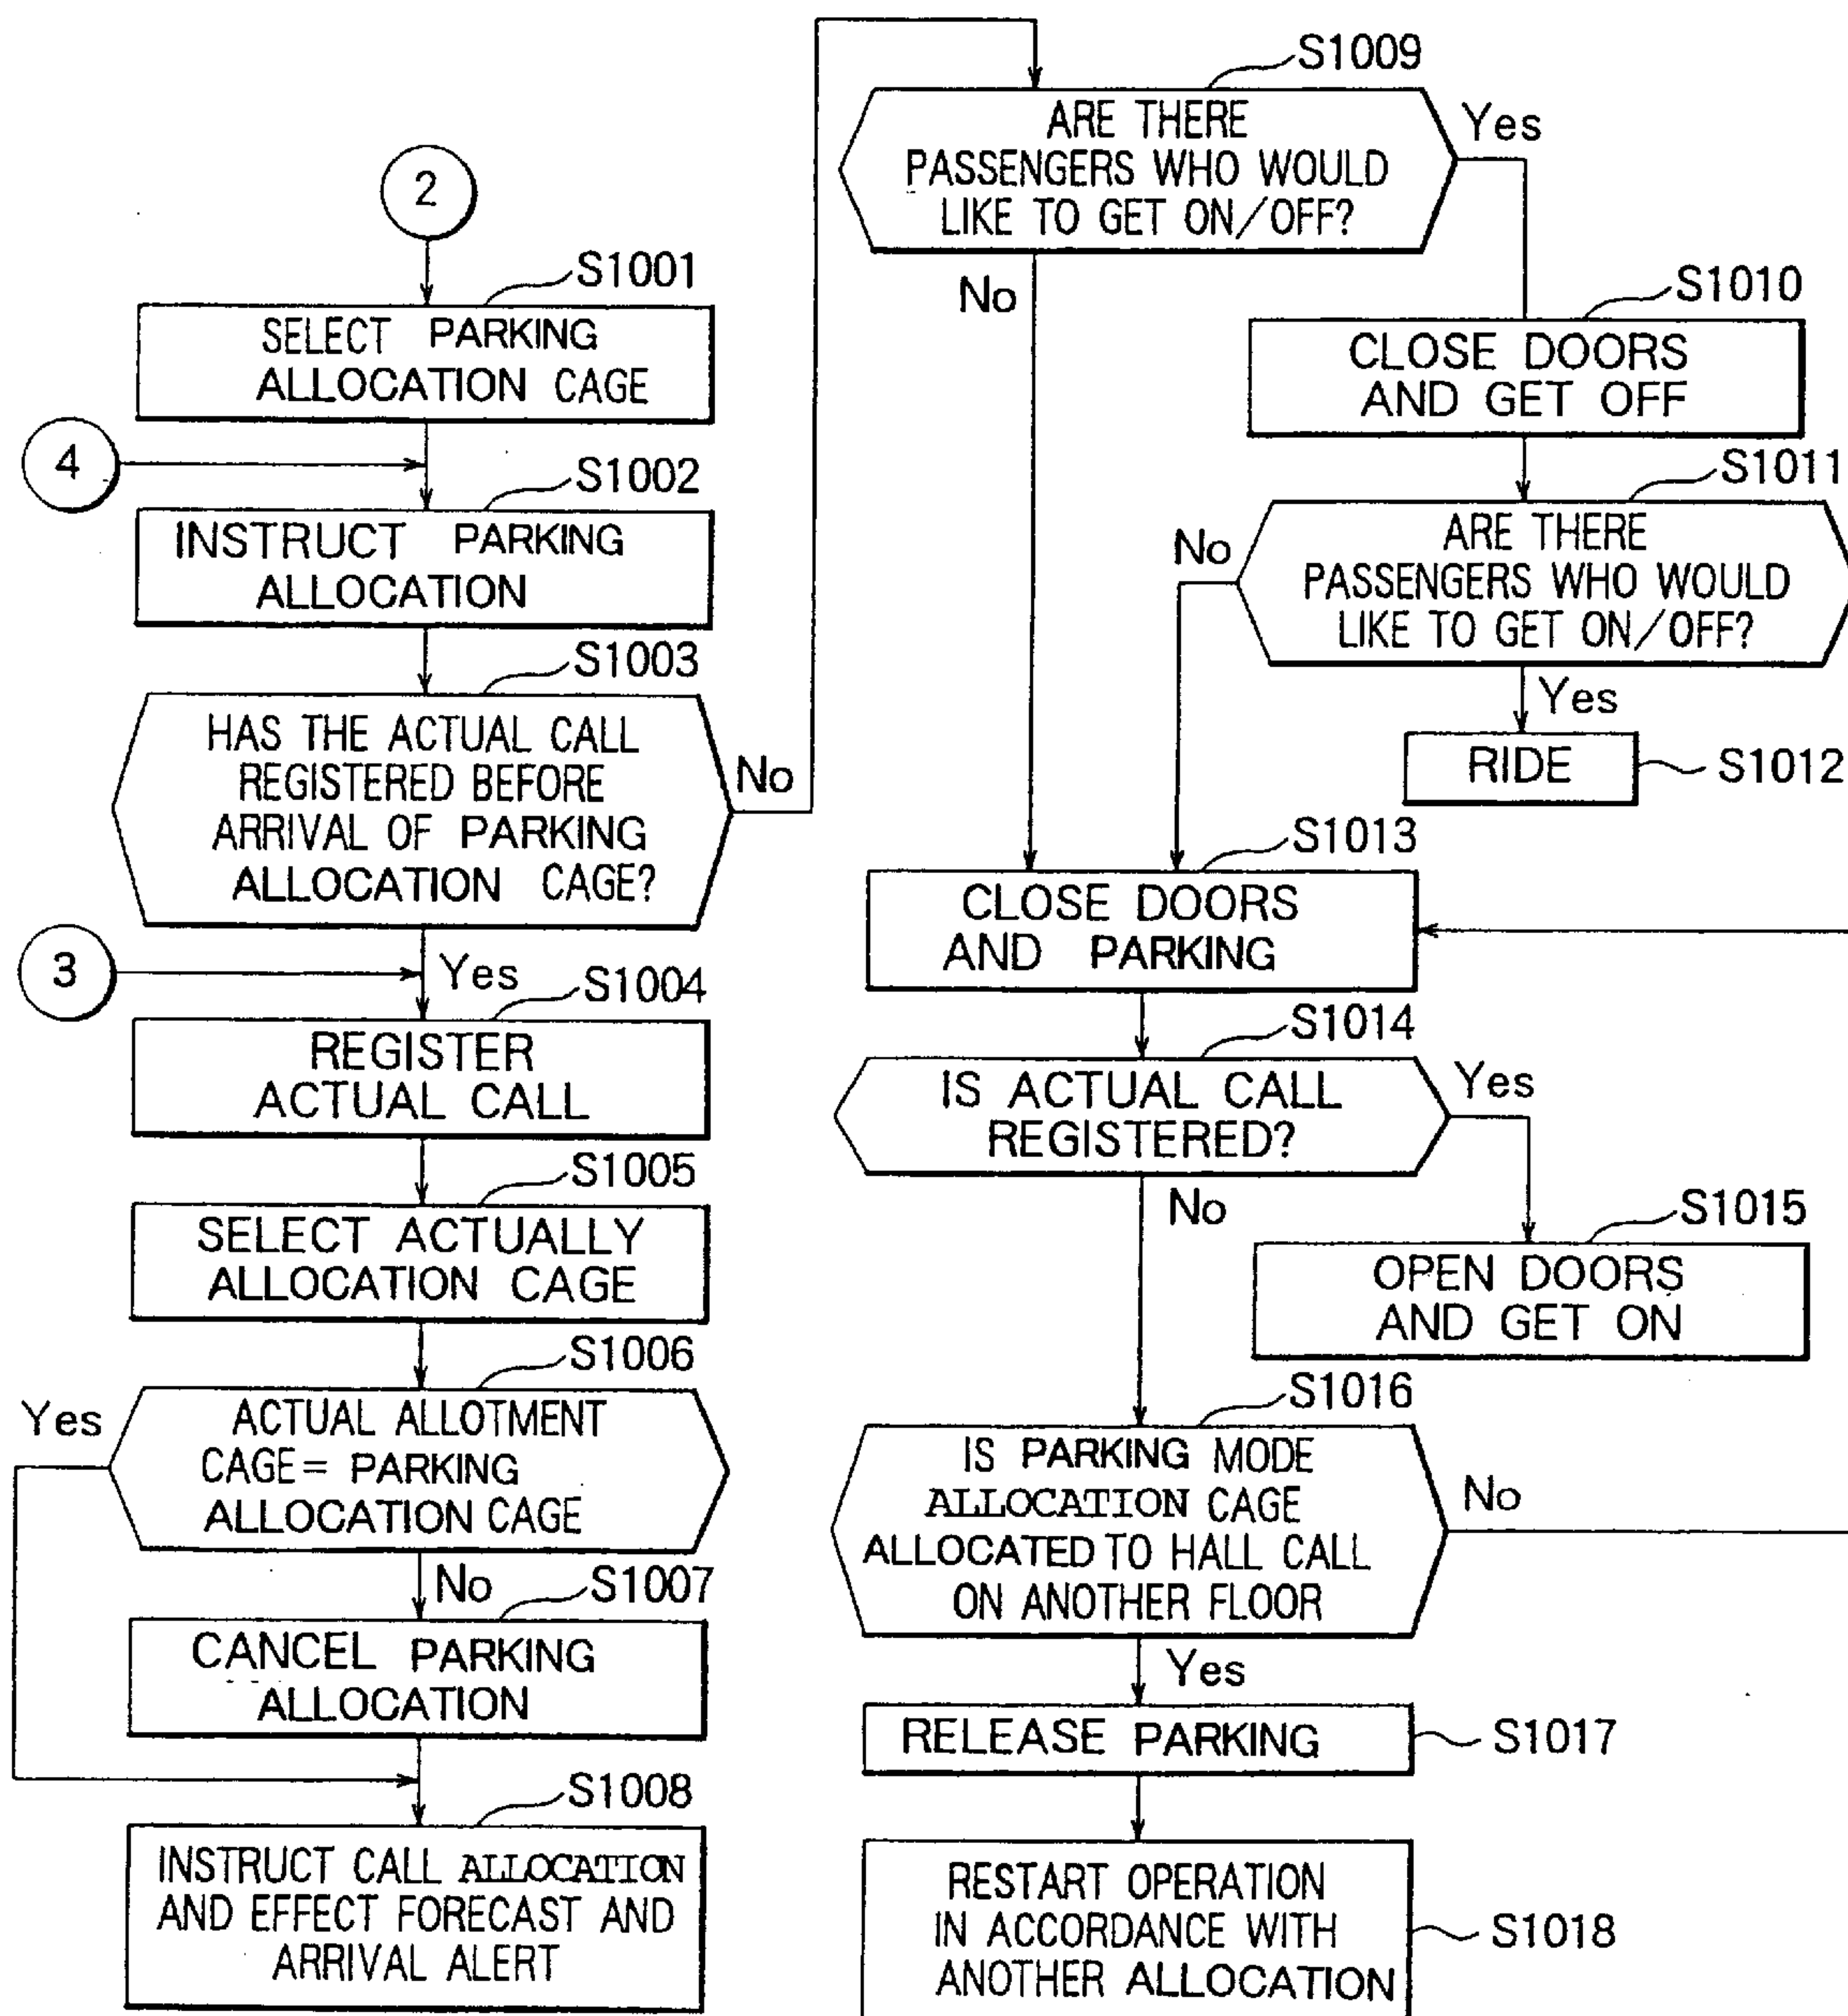 2
S1001
SELECT PARKING
ALLOCATION CAGE
4
S1002
INSTRUCT PARKING
ALLOCATION
S1003
HAS THE ACTUAL CALL
REGISTERED BEFORE
ARRIVAL OF PARKING
ALLOCATION CAGE?
No
3
Yes
S1004
REGISTER
ACTUAL CALL
S1005
SELECT ACTUALLY
ALLOCATION CAGE
S1006
Yes
ACTUAL ALLOTMENT
CAGE= PARKING
ALLOCATION CAGE
No
S1007
CANCEL PARKING
ALLOCATION
S1008
INSTRUCT CALL ALLOCATION
AND EFFECT FORECAST AND
ARRIVAL ALERT
S1009
ARE THERE
PASSENGERS WHO WOULD
LIKE TO GET ON/OFF?
Yes
No
S1010
CLOSE DOORS
AND GET OFF
S1011
ARE THERE
PASSENGERS WHO WOULD
LIKE TO GET ON/OFF?
No
Yes
RIDE
S1012
S1013
CLOSE DOORS
AND PARKING
S1014
IS ACTUAL CALL
REGISTERED?
Yes
No
S1015
OPEN DOORS
AND GET ON
S1016
IS PARKING MODE
ALLOCATION CAGE
ALLOCATED TO HALL CALL
ON ANOTHER FLOOR
No
Yes
RELEASE PARKING
S1017
RESTART OPERATION
IN ACCORDANCE WITH
ANOTHER ALLOCATION
S1018